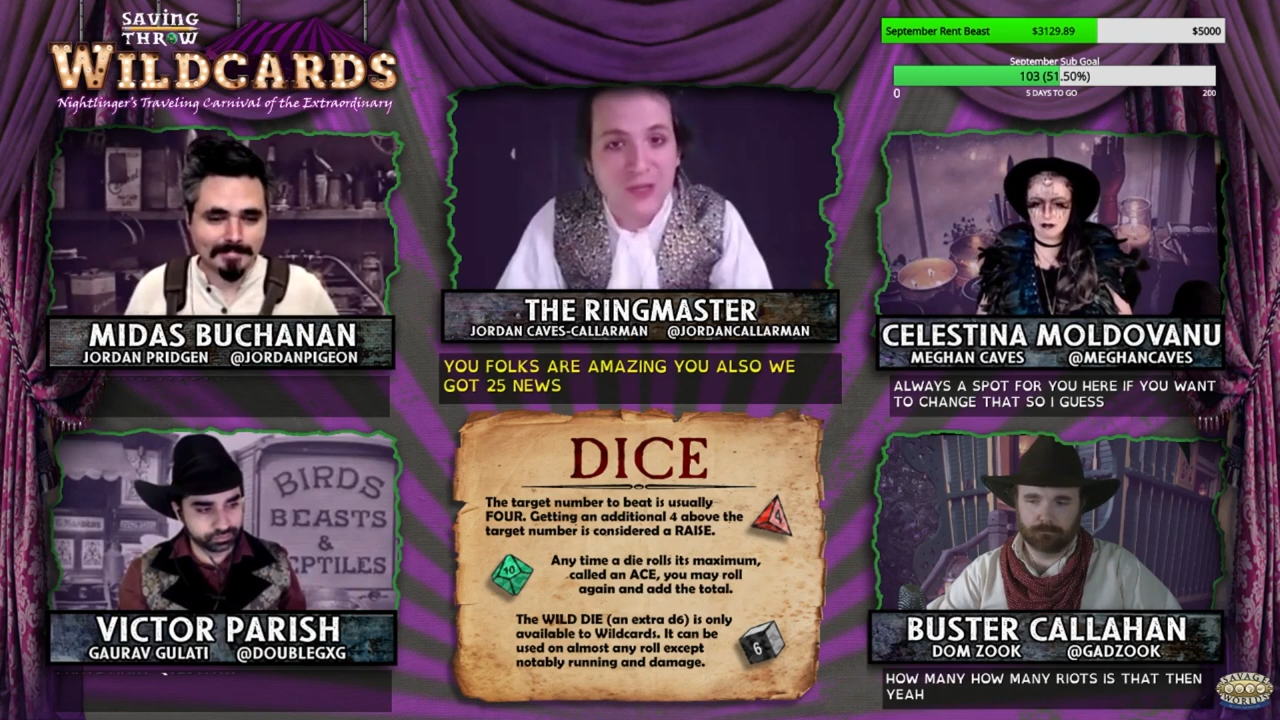 SAVING
THROW
WILDCARDS
Nightlinger's Traveling Carnival of the Extraordinary
September Rent Beast $3129.89 $5000
September Sub Goal
103 (51.50%)
0 5 DAYS TO GO 200
MIDAS BUCHANAN
JORDAN PRIDGEN @JORDANPIGEON
THE RINGMASTER
JORDAN CAVES-CALLARMAN @JORDANCALLARMAN
YOU FOLKS ARE AMAZING YOU ALSO WE
GOT 25 NEWS
CELESTINA MOLDOVANU
MEGHAN CAVES @MEGHANCAVES
ALWAYS A SPOT FOR YOU HERE IF YOU WANT
TO CHANGE THAT SO I GUESS
BIRDS
BEASTS
&
EPTILES
VICTOR PARISH
GAURAV GULATI @DOUBLEGXG
DICE
The target number to beat is usually
FOUR. Getting an additional 4 above the
target number is considered a RAISE.
4
Any time a die rolls its maximum,
called an ACE, you may roll
again and add the total.
10
The WILD DIE (an extra d6) is only
available to Wildcards. It can be
used on almost any roll except
notably running and damage.
6
BUSTER CALLAHAN
DOM ZOOK @GADZOOK
HOW MANY HOW MANY RIOTS IS THAT THEN
YEAH
SAVAGE
WORLDS